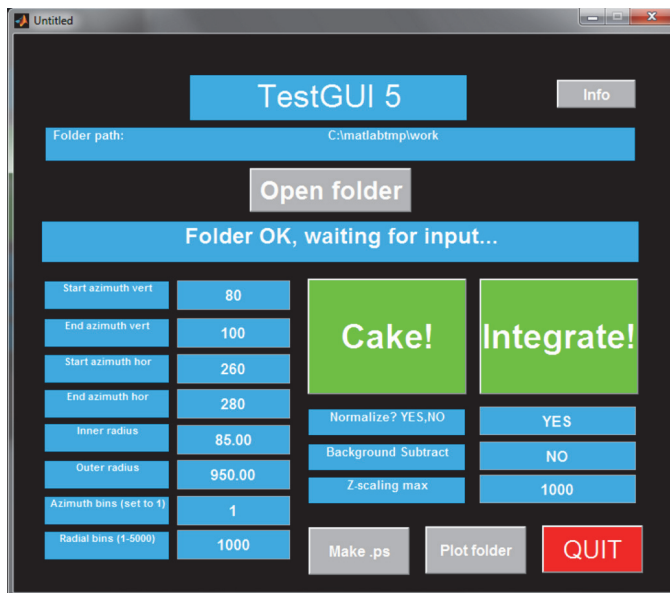 Untitled
TestGUI 5
Info
Folder path: C:\matlabtmp\work
Open folder
Folder OK, waiting for input...
Start azimuth vert 80
End azimuth vert 100
Start azimuth hor 260
End azimuth hor 280
Inner radius 85.00
Outer radius 950.00
Azimuth bins (set to 1) 1
Radial bins (1-5000) 1000
Cake!
Integrate!
Normalize? YES,NO YES
Background Subtract NO
Z-scaling max 1000
Make .ps
Plot folder
QUIT